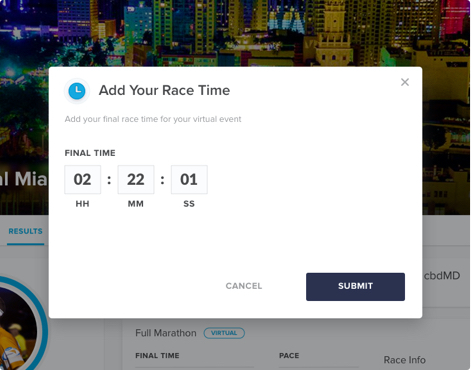 Add Your Race Time
×
Add your final race time for your virtual event
FINAL TIME
02 : 22 : 01
HH MM SS
CANCEL SUBMIT
RESULTS
cbdMD
Full Marathon VIRTUAL
FINAL TIME PACE
Race Info